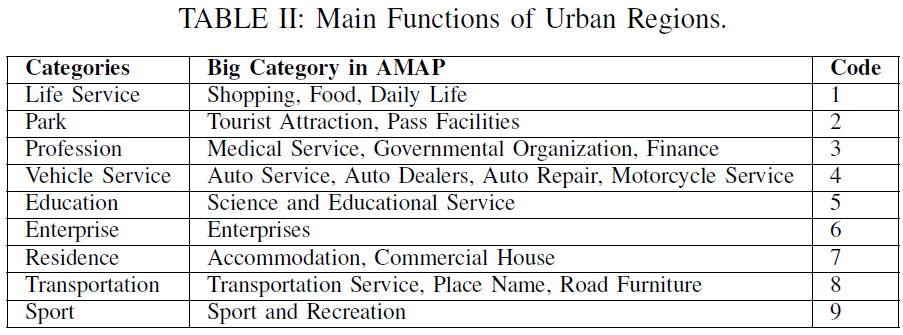 TABLE II: Main Functions of Urban Regions.
Categories Big Category in AMAP Code
Life Service Shopping, Food, Daily Life 1
Park Tourist Attraction, Pass Facilities 2
Profession Medical Service, Governmental Organization, Finance 3
Vehicle Service Auto Service, Auto Dealers, Auto Repair, Motorcycle Service 4
Education Science and Educational Service 5
Enterprise Enterprises 6
Residence Accommodation, Commercial House 7
Transportation Transportation Service, Place Name, Road Furniture 8
Sport Sport and Recreation 9